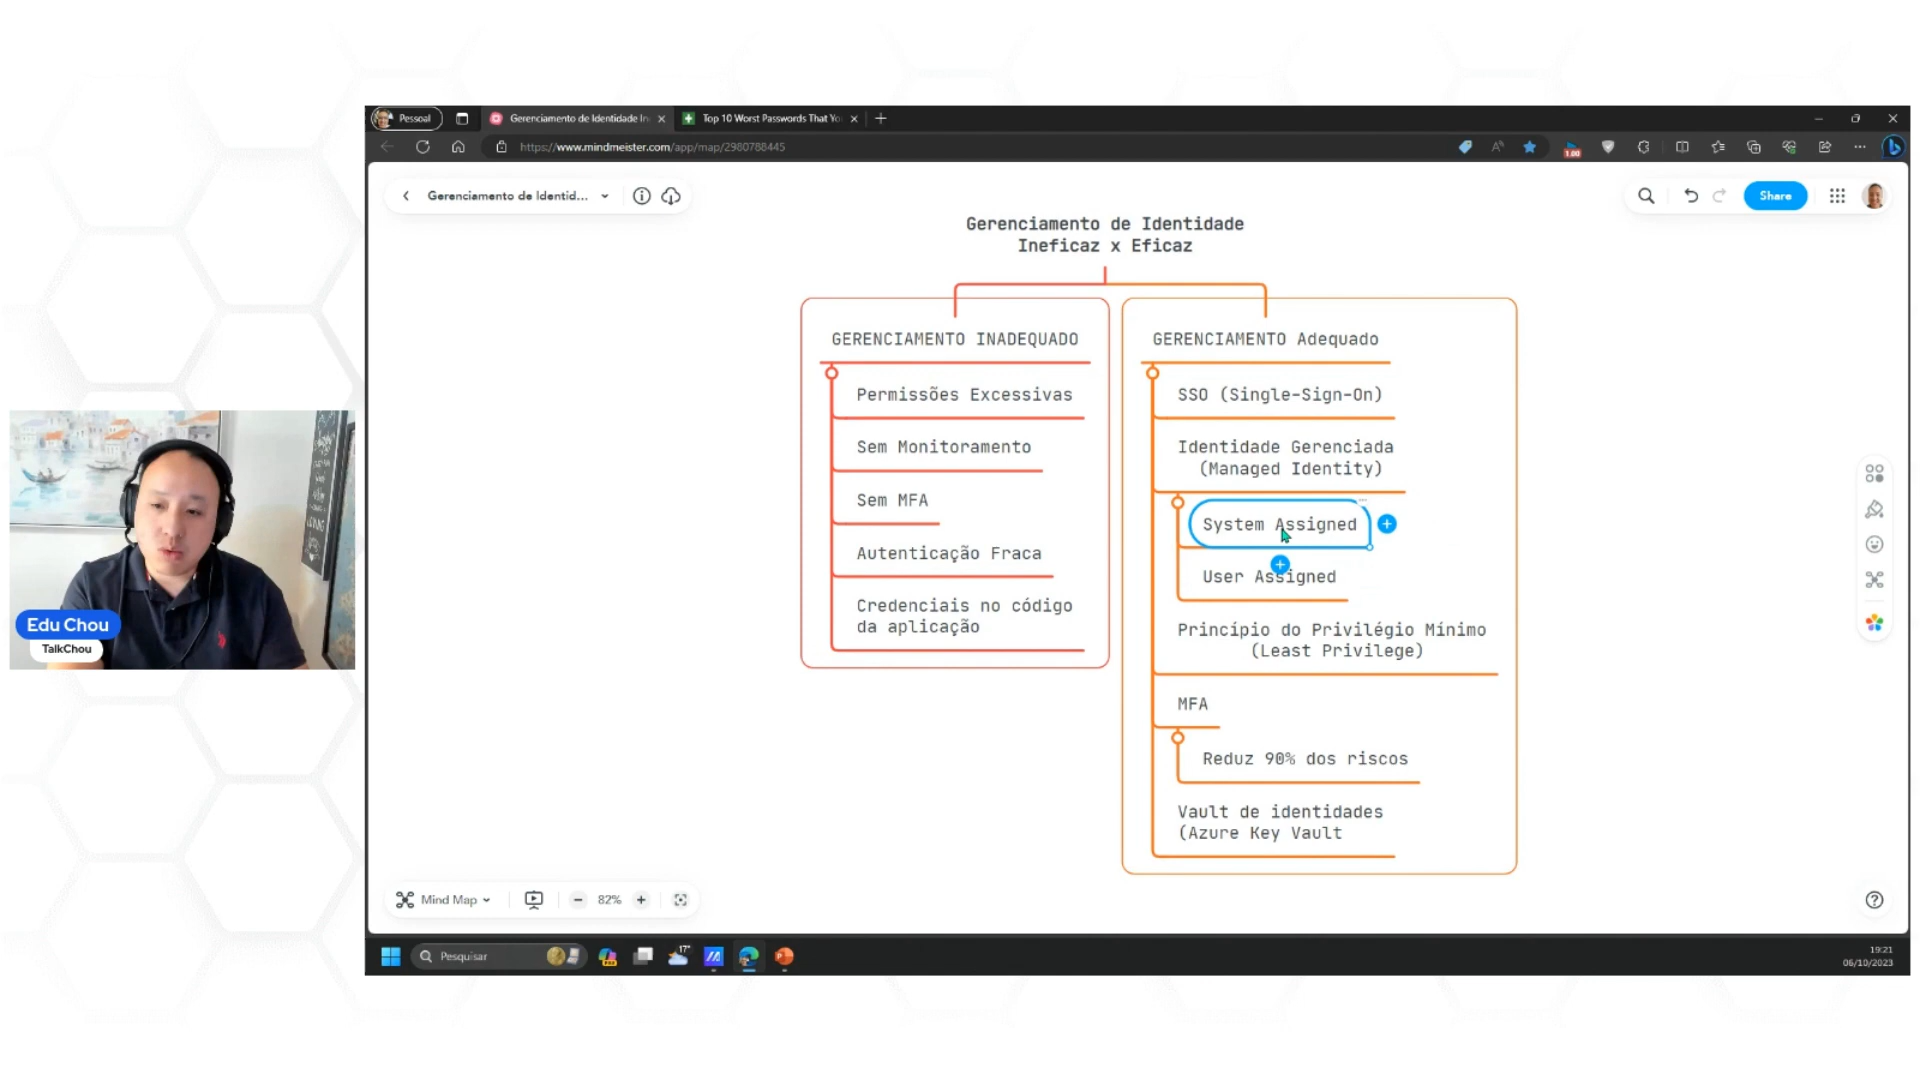 Pessoal
Gerenciamento de Identidade In
Top 10 Worst Passwords That Yo
https://www.mindmeister.com/app/map/2980788445
1.00
Gerenciamento de Identid...
Share
Gerenciamento de Identidade
Ineficaz x Eficaz
GERENCIAMENTO INADEQUADO
Permissões Excessivas
Sem Monitoramento
Sem MFA
Autenticação Fraca
Credenciais no código
da aplicação
GERENCIAMENTO Adequado
SSO (Single-Sign-On)
Identidade Gerenciada
(Managed Identity)
System Assigned
User Assigned
Princípio do Privilégio Mínimo
(Least Privilege)
MFA
Reduz 90% dos riscos
Vault de identidades
(Azure Key Vault
Edu Chou
TalkChou
Mind Map
82%
Pesquisar
17°
19:21
06/10/2023